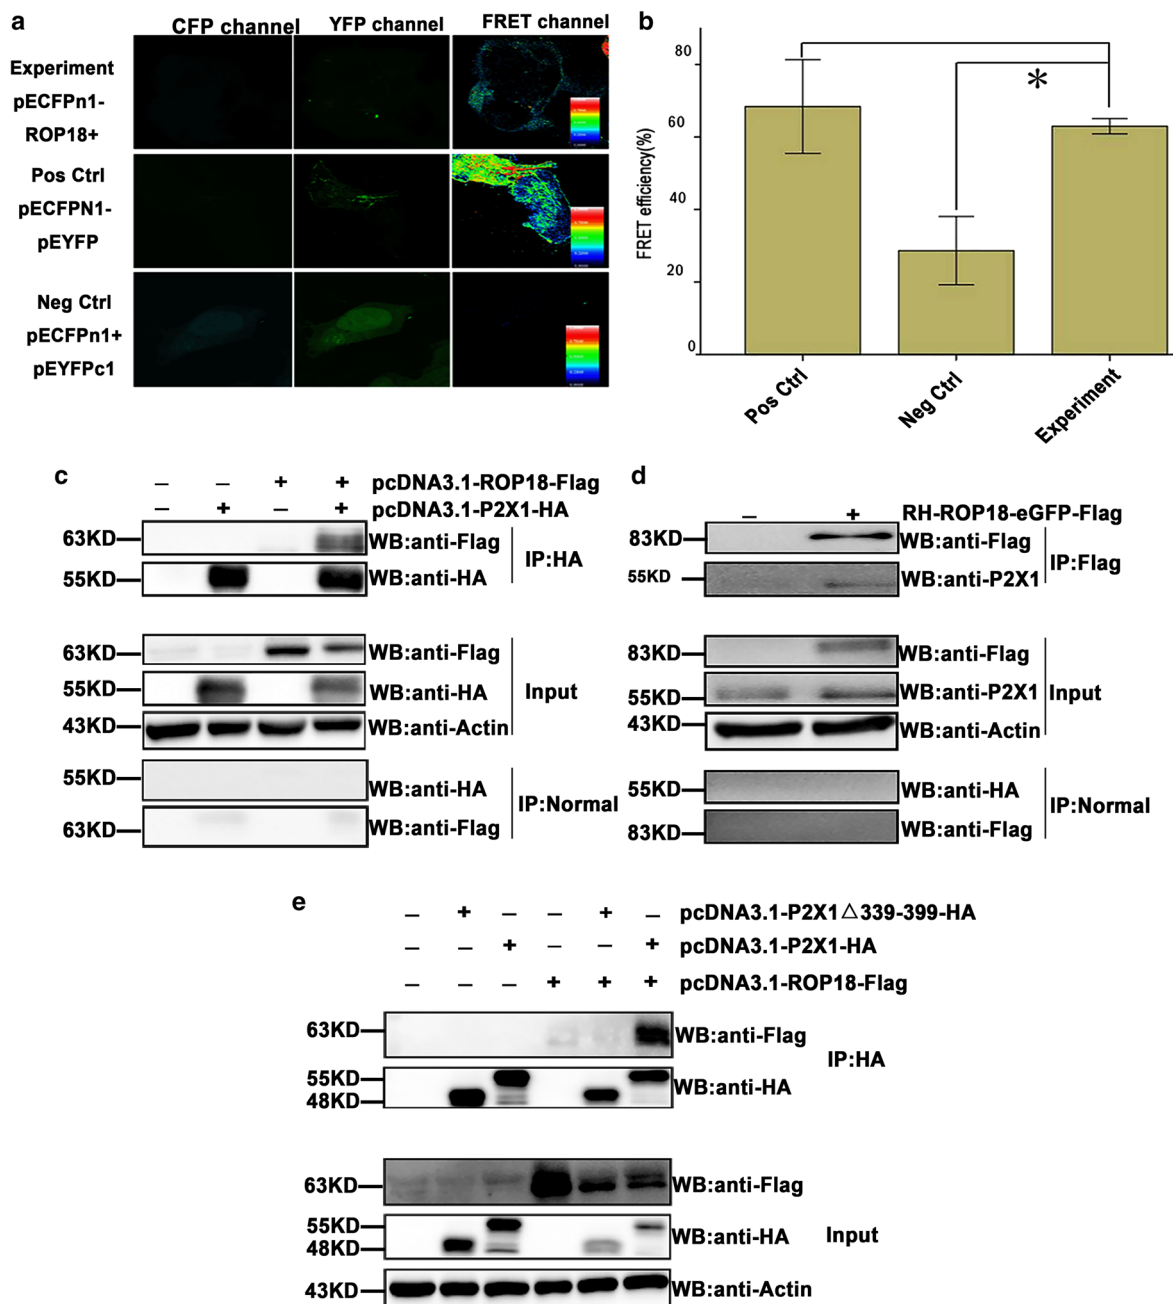 a
CFP channel YFP channel FRET channel
Experiment
pECFPn1-
ROP18+
Pos Ctrl
pECFPN1-
pEYFP
Neg Ctrl
pECFPn1+
pEYFPc1
b
FRET efficiency(%)
80
60
40
20
0
*
Pos Ctrl
Neg Ctrl
Experiment
c
– – + + pcDNA3.1-ROP18-Flag
– + – + pcDNA3.1-P2X1-HA
63KD WB:anti-Flag
55KD WB:anti-HA
IP:HA
63KD WB:anti-Flag
55KD WB:anti-HA
43KD WB:anti-Actin
Input
55KD WB:anti-HA
63KD WB:anti-Flag
IP:Normal
d
– + RH-ROP18-eGFP-Flag
83KD WB:anti-Flag
55KD WB:anti-P2X1
IP:Flag
83KD WB:anti-Flag
55KD WB:anti-P2X1
43KD WB:anti-Actin
Input
55KD WB:anti-HA
83KD WB:anti-Flag
IP:Normal
e
– + – – + – pcDNA3.1-P2X1△339-399-HA
– – + – – + pcDNA3.1-P2X1-HA
– – – + + + pcDNA3.1-ROP18-Flag
63KD WB:anti-Flag
55KD WB:anti-HA
48KD
IP:HA
63KD WB:anti-Flag
55KD WB:anti-HA
48KD
43KD WB:anti-Actin
Input